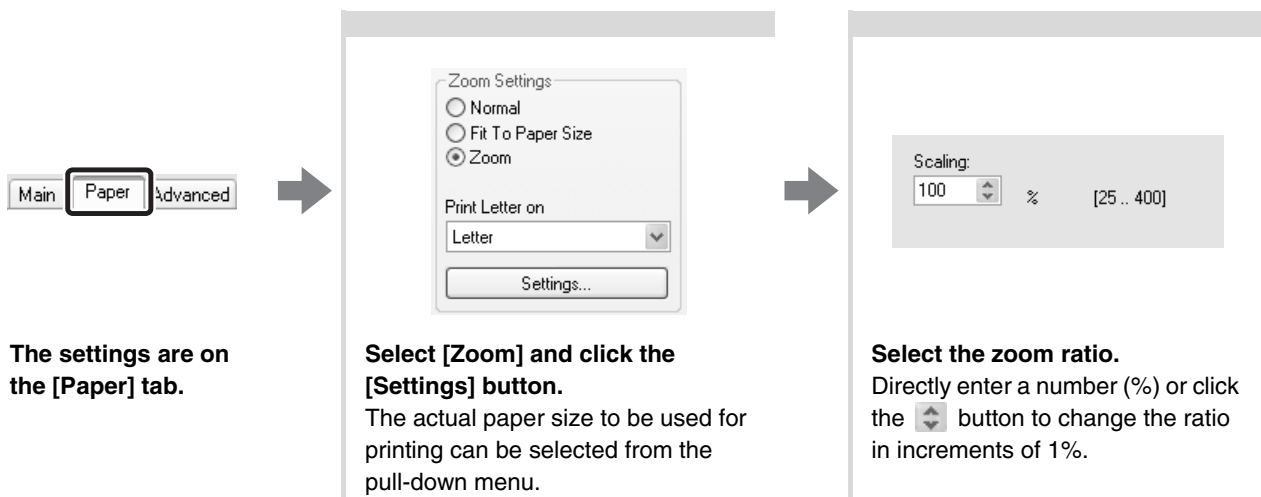 Main Paper Advanced
The settings are on
the [Paper] tab.
Zoom Settings
Normal
Fit To Paper Size
Zoom
Print Letter on
Letter
Settings...
Select [Zoom] and click the
[Settings] button.
The actual paper size to be used for
printing can be selected from the
pull-down menu.
Scaling:
100 % [25 .. 400]
Select the zoom ratio.
Directly enter a number (%) or click
the button to change the ratio
in increments of 1%.